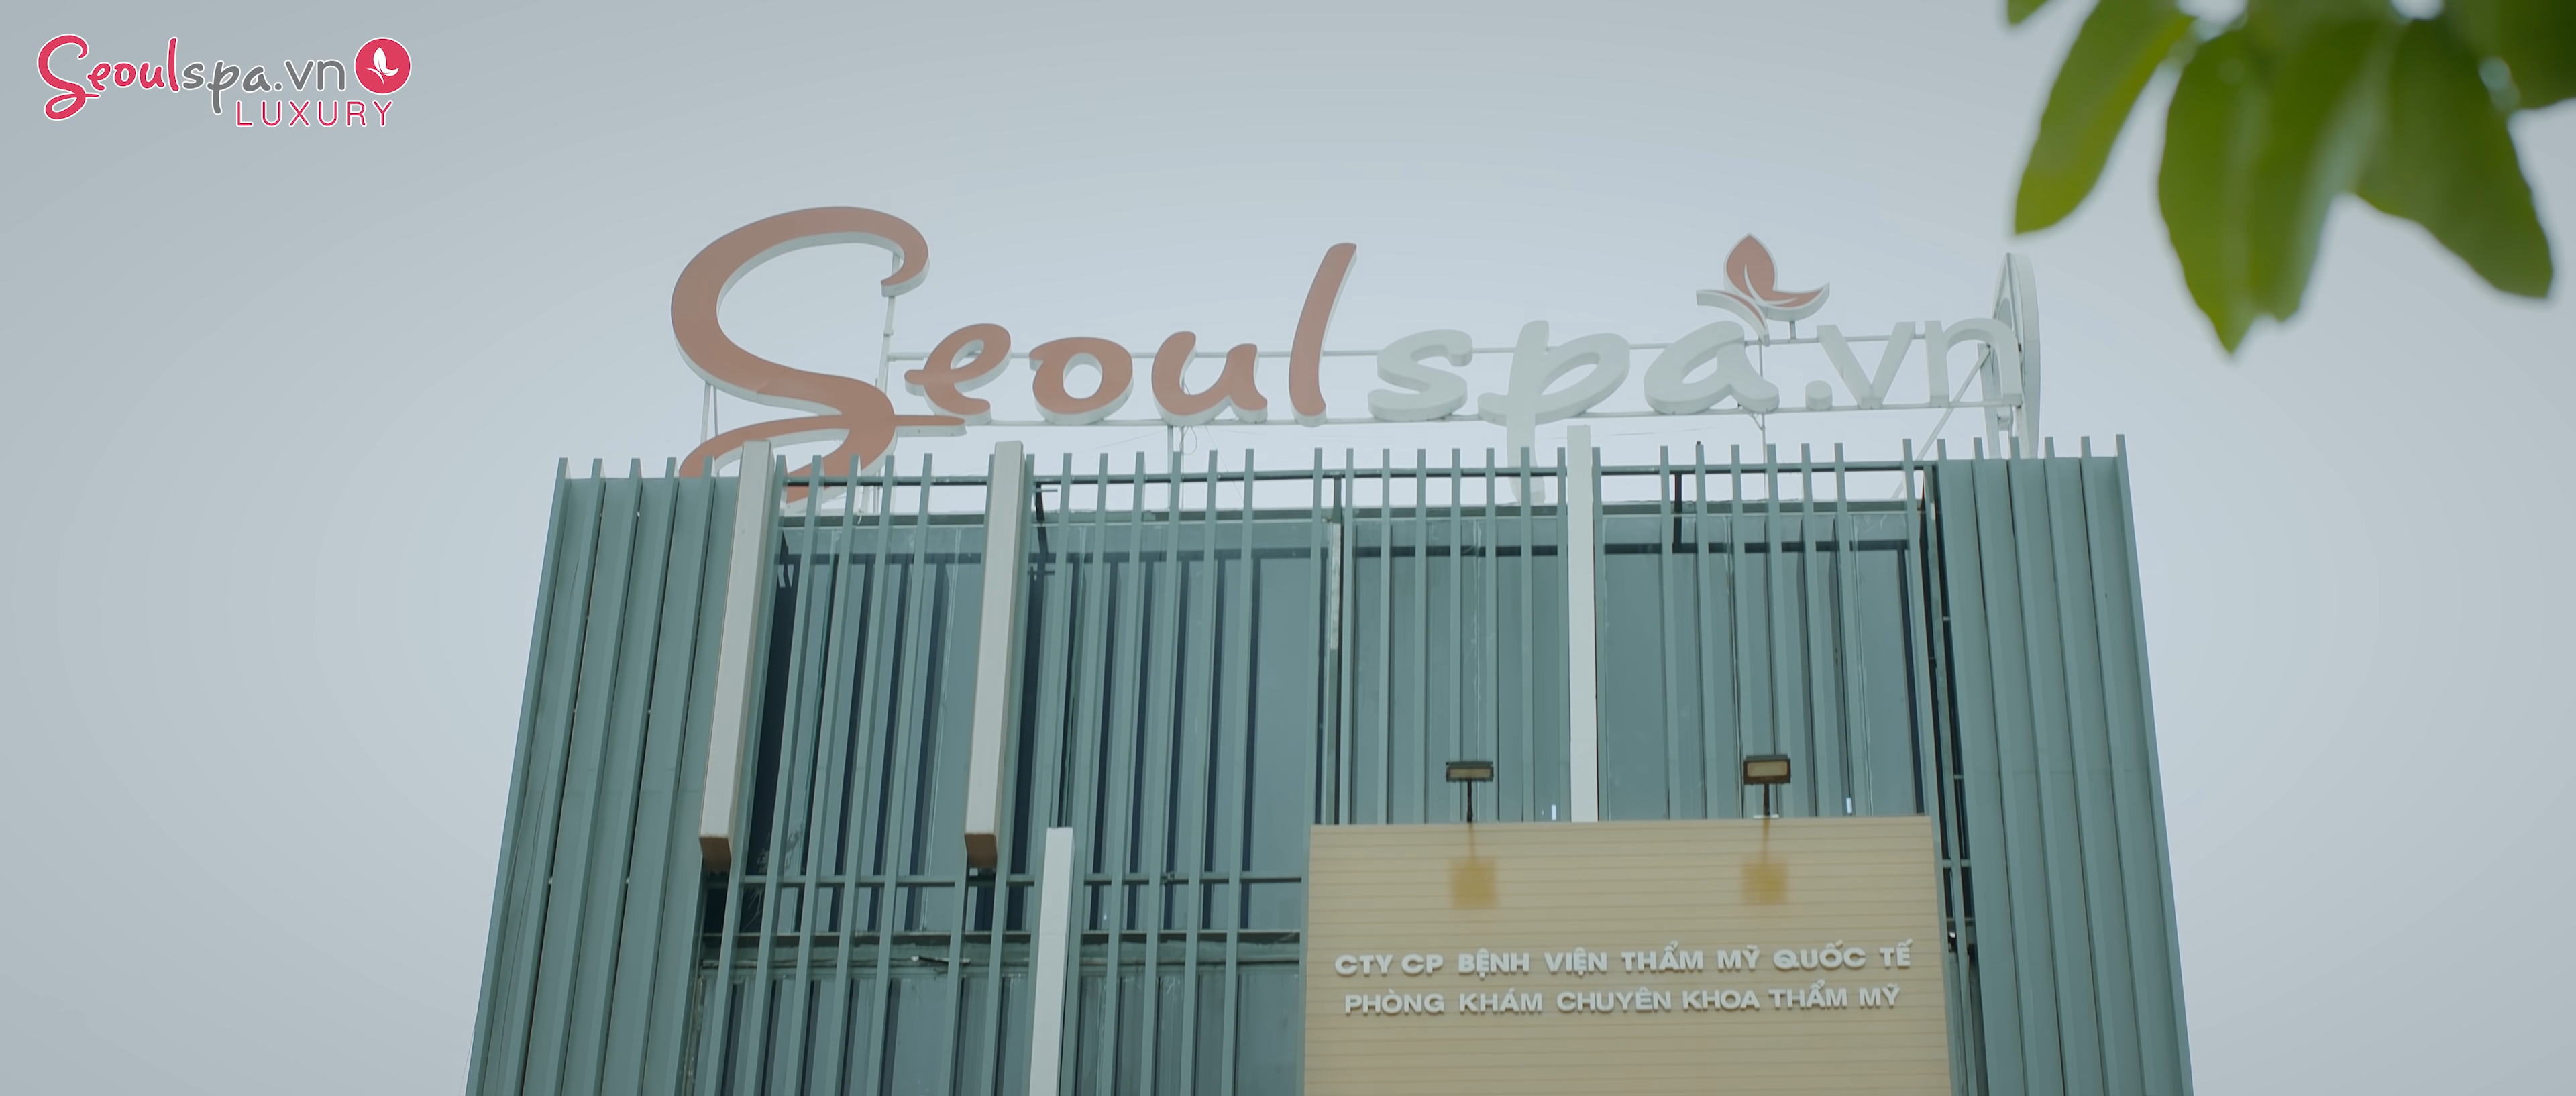 Seoulspa.vn
LUXURY
Seoulspa.vn
CTY CP BỆNH VIỆN THẨM MỸ QUỐC TẾ
PHÒNG KHÁM CHUYÊN KHOA THẨM MỸ